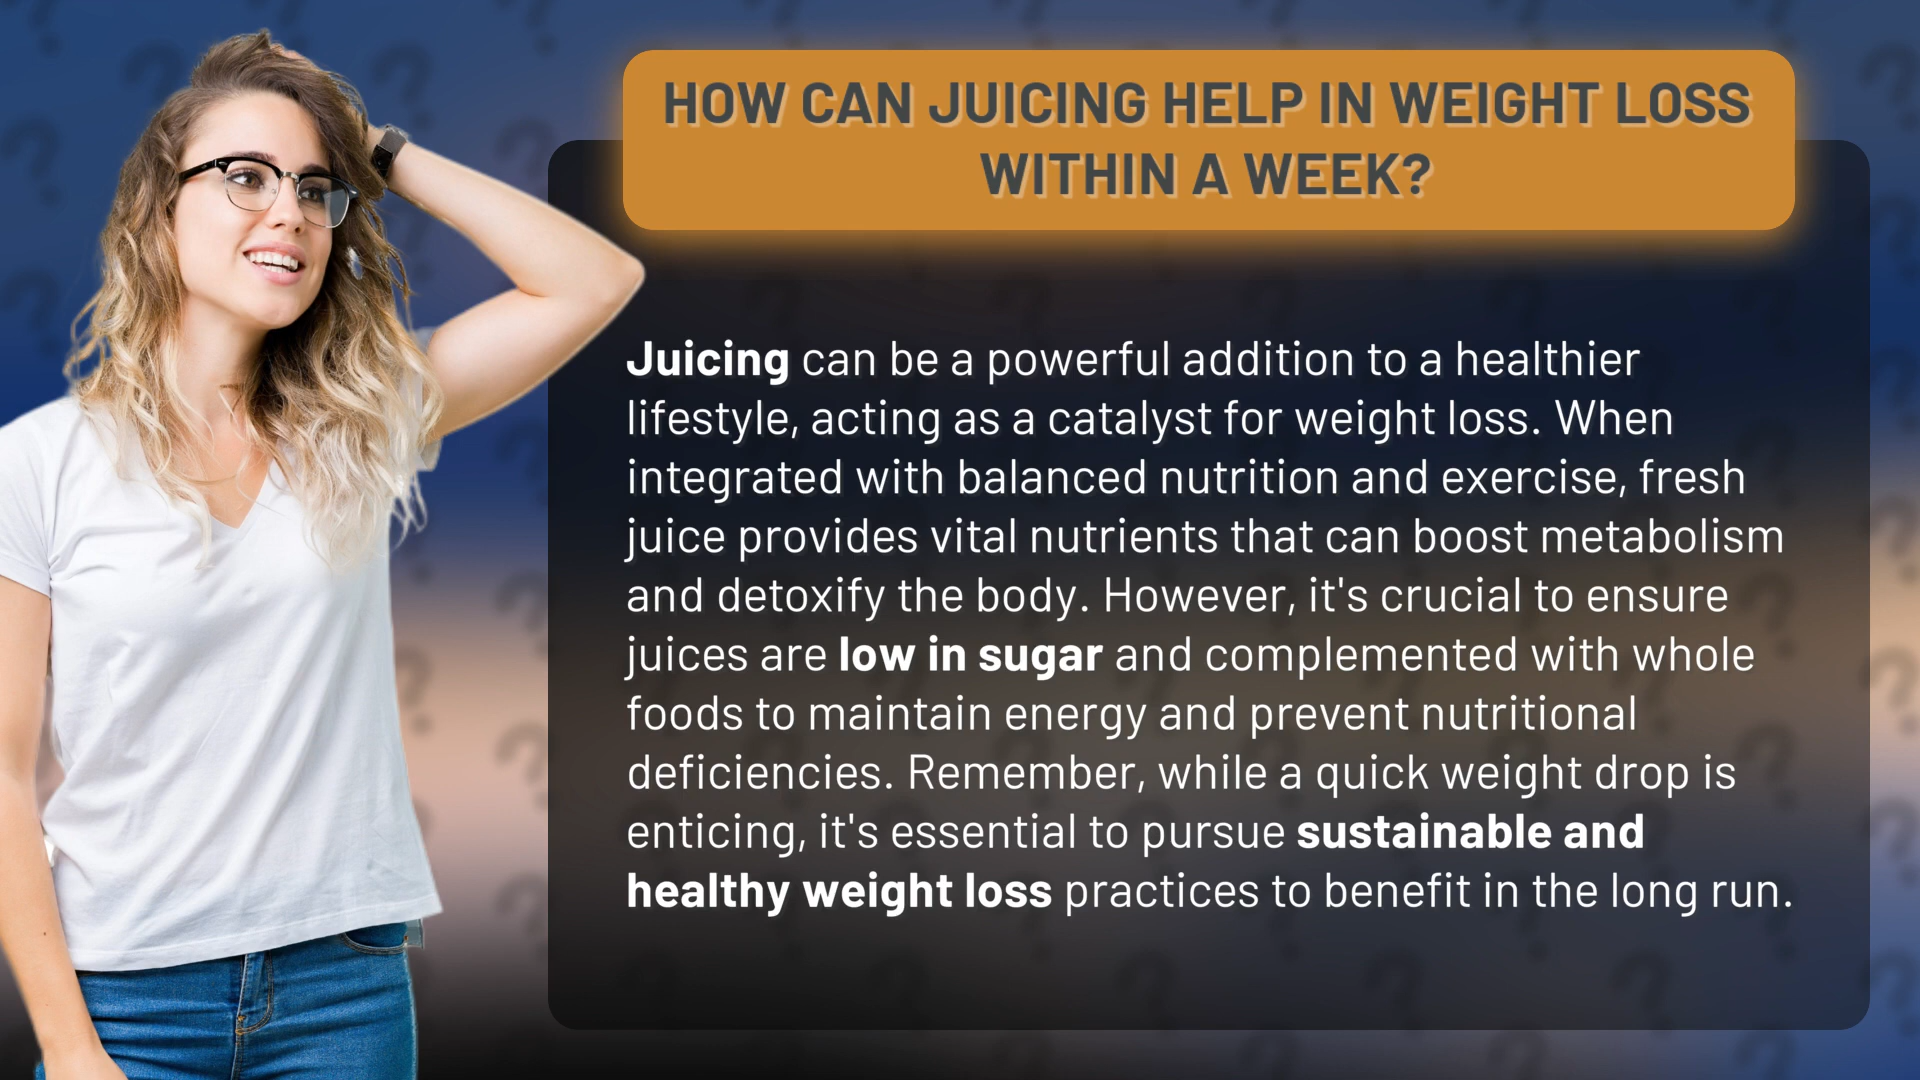 HOW CAN JUICING HELP IN WEIGHT LOSS
WITHIN A WEEK?
Juicing can be a powerful addition to a healthier
lifestyle, acting as a catalyst for weight loss. When
integrated with balanced nutrition and exercise, fresh
juice provides vital nutrients that can boost metabolism
and detoxify the body. However, it's crucial to ensure
juices are low in sugar and complemented with whole
foods to maintain energy and prevent nutritional
deficiencies. Remember, while a quick weight drop is
enticing, it's essential to pursue sustainable and
healthy weight loss practices to benefit in the long run.